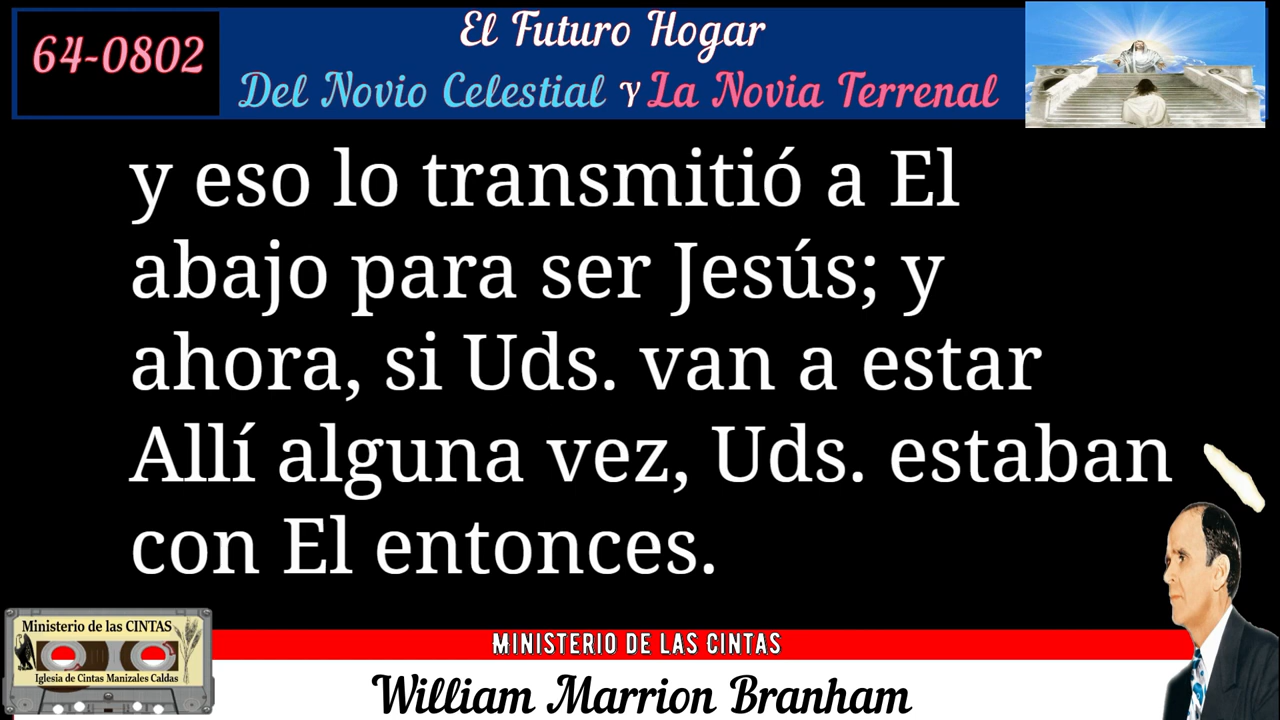 64-0802
El Futuro Hogar
Del Novio Celestial Y La Novia Terrenal
y eso lo transmitió a El
abajo para ser Jesús; y
ahora, si Uds. van a estar
Allí alguna vez, Uds. estaban
con El entonces.
Ministerio de las CINTAS
Iglesia de Cintas Manizales Caldas
MINISTERIO DE LAS CINTAS
William Marrion Branham